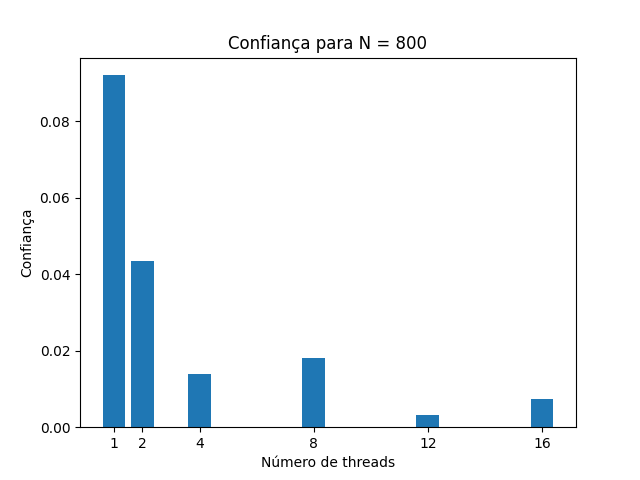 Confiança para N = 800
Confiança
0.08
0.06
0.04
0.02
0.00
1 2 4 8 12 16
Número de threads